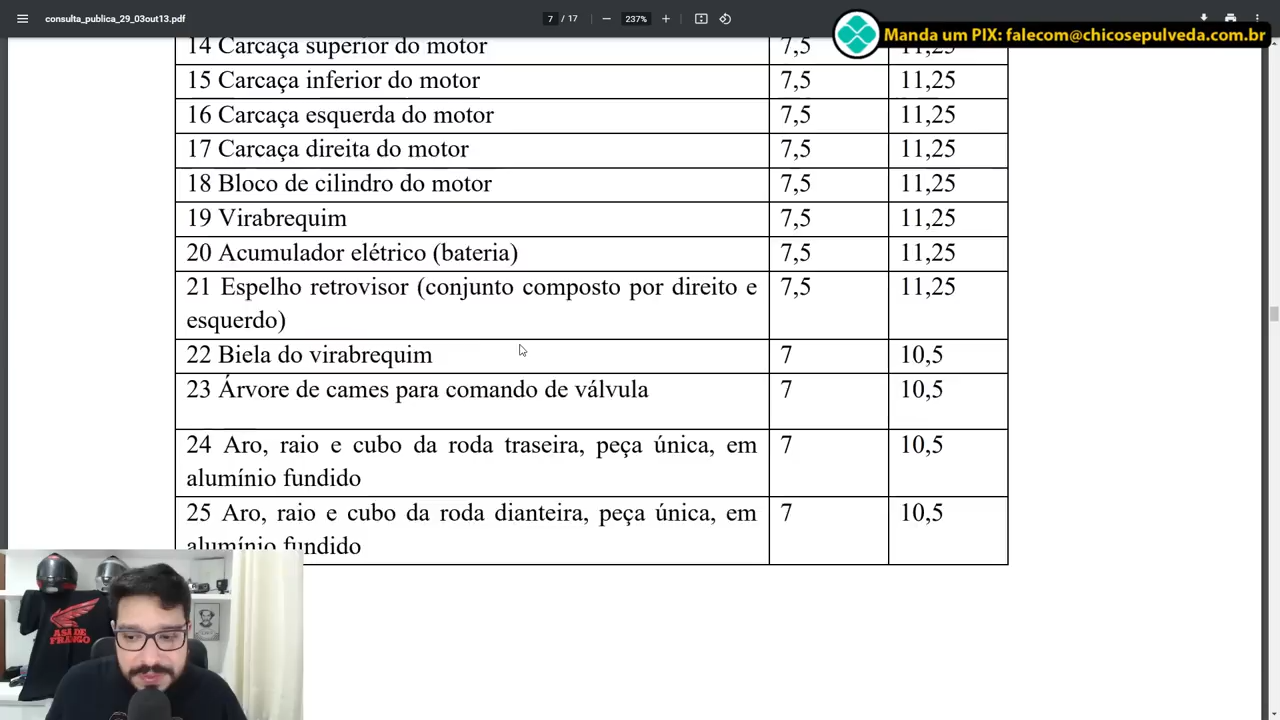 consulta_publica_29_03out13.pdf
7 / 17
237%
Manda um PIX: falecom@chicosepulveda.com.br
14 Carcaça superior do motor 7,5 11,25
15 Carcaça inferior do motor 7,5 11,25
16 Carcaça esquerda do motor 7,5 11,25
17 Carcaça direita do motor 7,5 11,25
18 Bloco de cilindro do motor 7,5 11,25
19 Virabrequim 7,5 11,25
20 Acumulador elétrico (bateria) 7,5 11,25
21 Espelho retrovisor (conjunto composto por direito e 7,5 11,25
esquerdo)
22 Biela do virabrequim 7 10,5
23 Árvore de cames para comando de válvula 7 10,5
24 Aro, raio e cubo da roda traseira, peça única, em 7 10,5
alumínio fundido
25 Aro, raio e cubo da roda dianteira, peça única, em 7 10,5
alumínio fundido
ASA DE
FRANGO